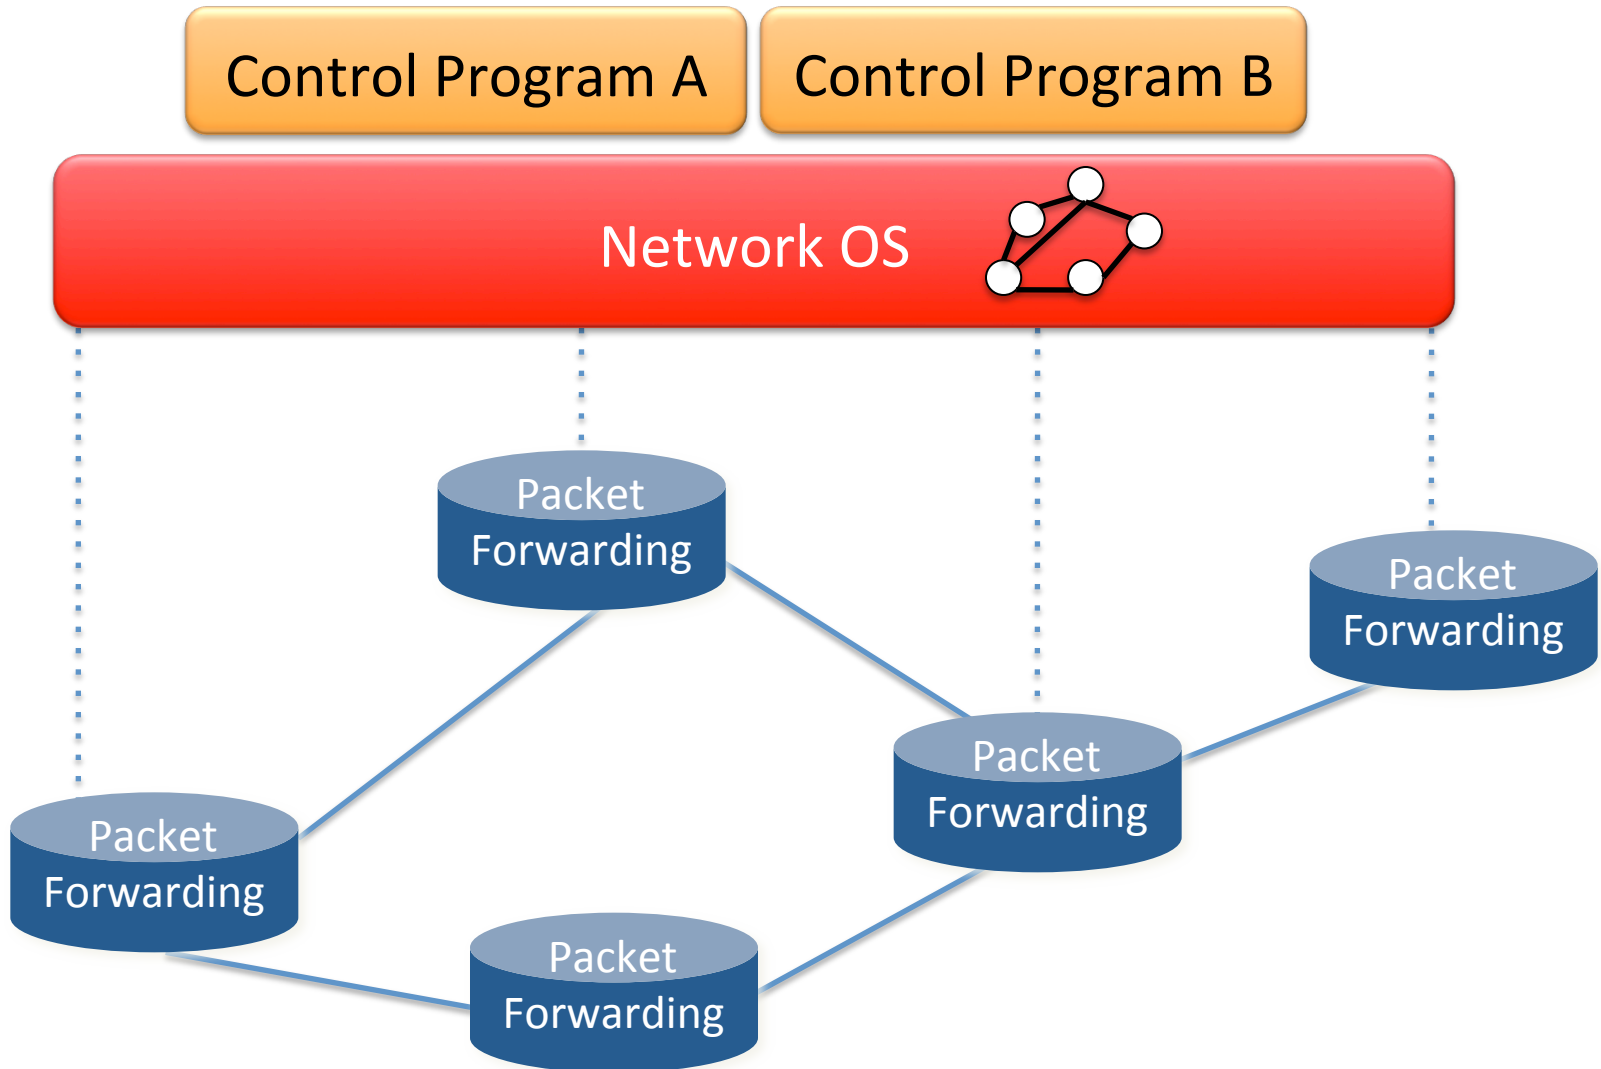 Control Program A
Control Program B
Network OS
Packet
Forwarding
Packet
Forwarding
Packet
Forwarding
Packet
Forwarding
Packet
Forwarding